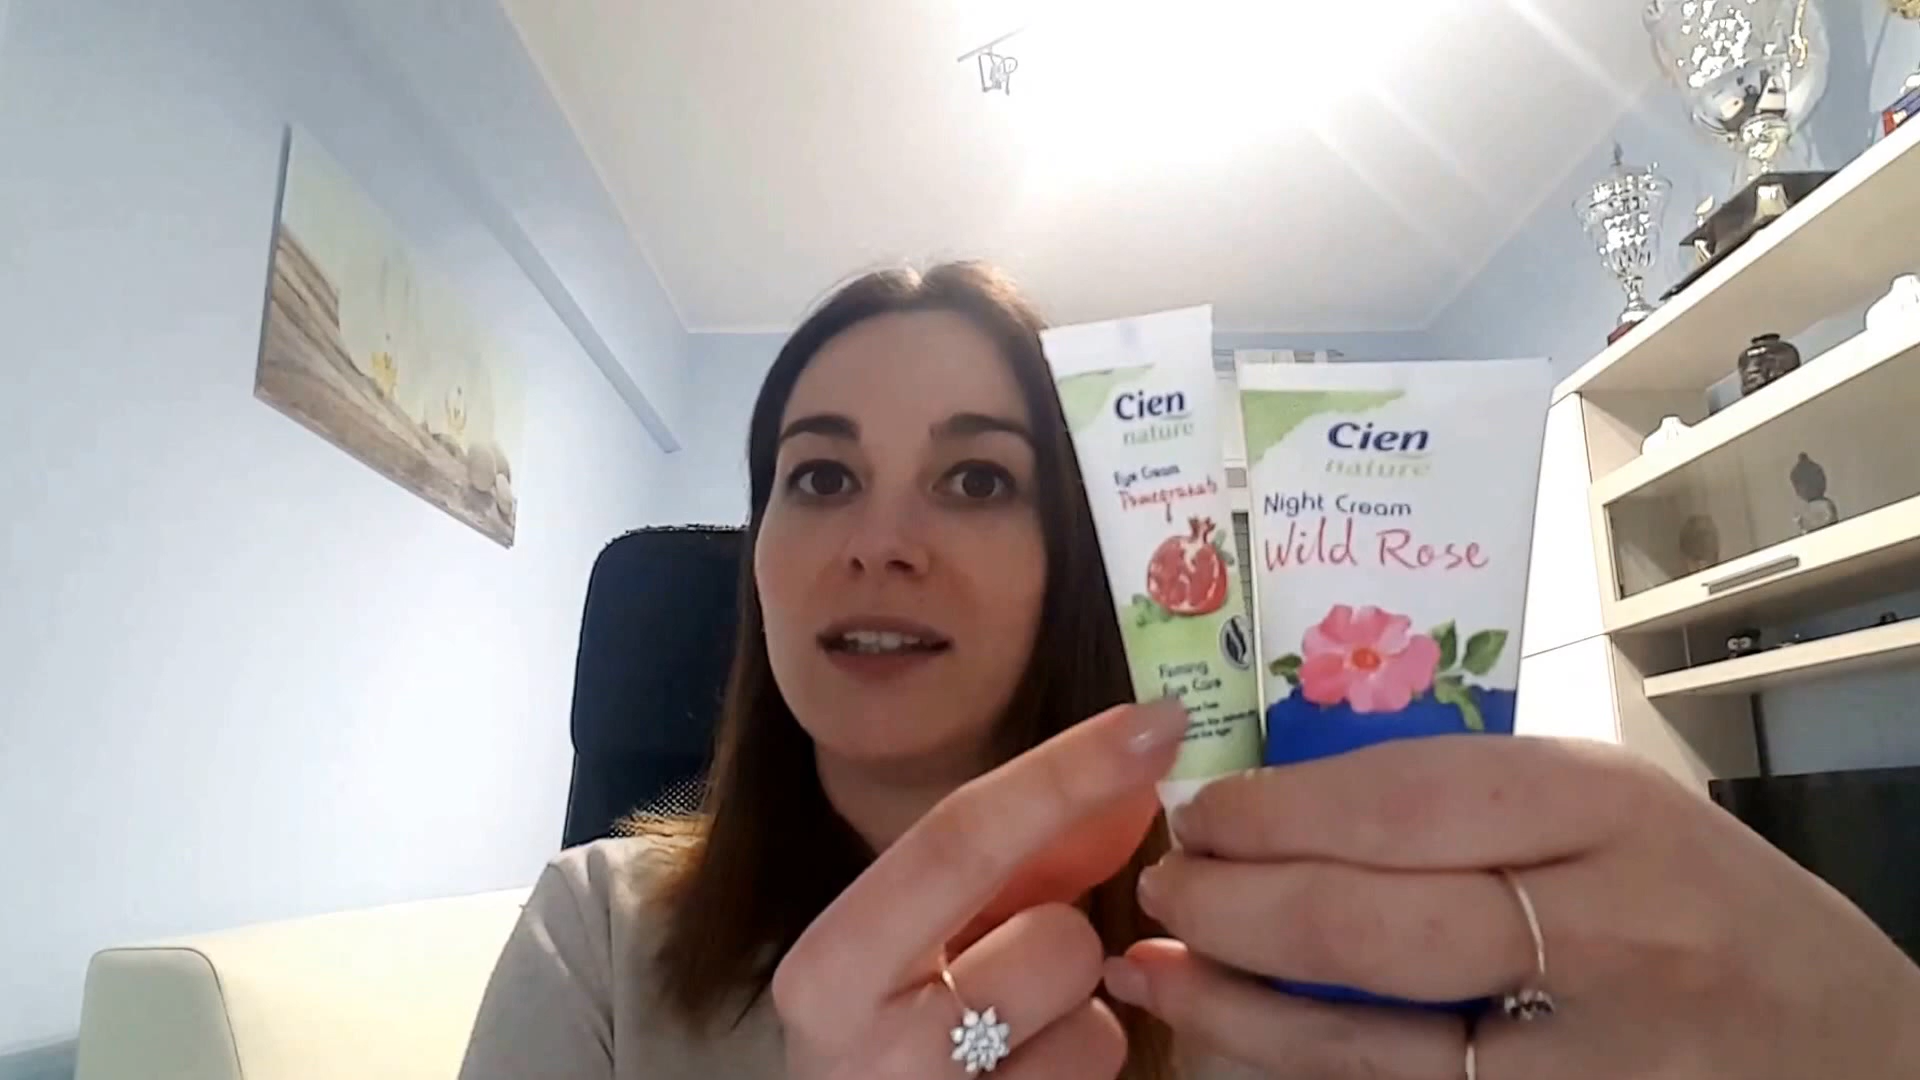 Cien
nature
Eye Cream
Pomegranate
Firming
Eye Care
Cien
nature
Night Cream
Wild Rose